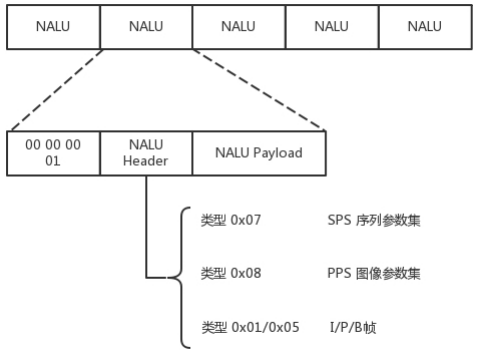 NALU NALU NALU NALU NALU
00 00 00 NALU NALU Payload
01 Header
类型 0x07 SPS 序列参数集
类型 0x08 PPS 图像参数集
类型 0x01/0x05 I/P/B帧